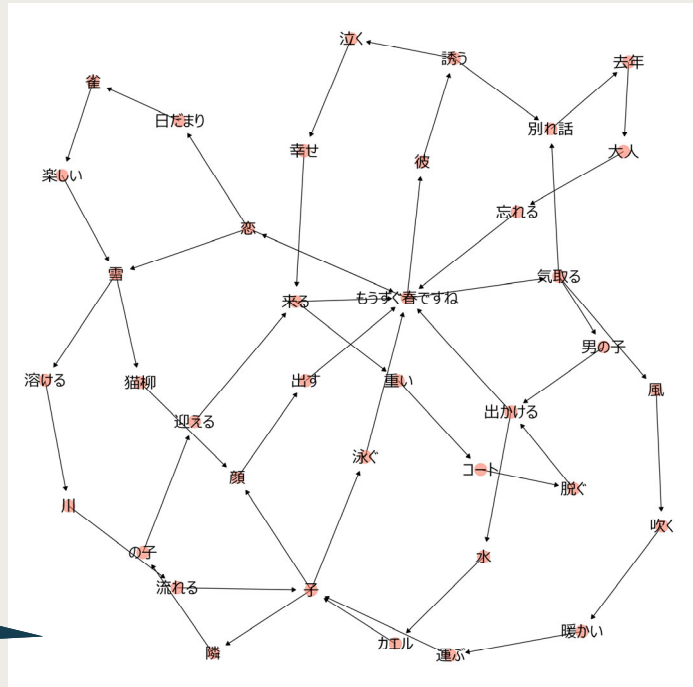 泣く
誘う
去年
雀
日だまり
別れ話
幸せ
彼
大人
楽しい
忘れる
恋
雪
気取る
来る
もうすぐ春ですね
男の子
溶ける
猫柳
出す
重い
風
迎える
出かける
泳ぐ
コート
顔
脱ぐ
川
吹く
の子
水
流れる
子
暖かい
カエル
隣
運ぶ